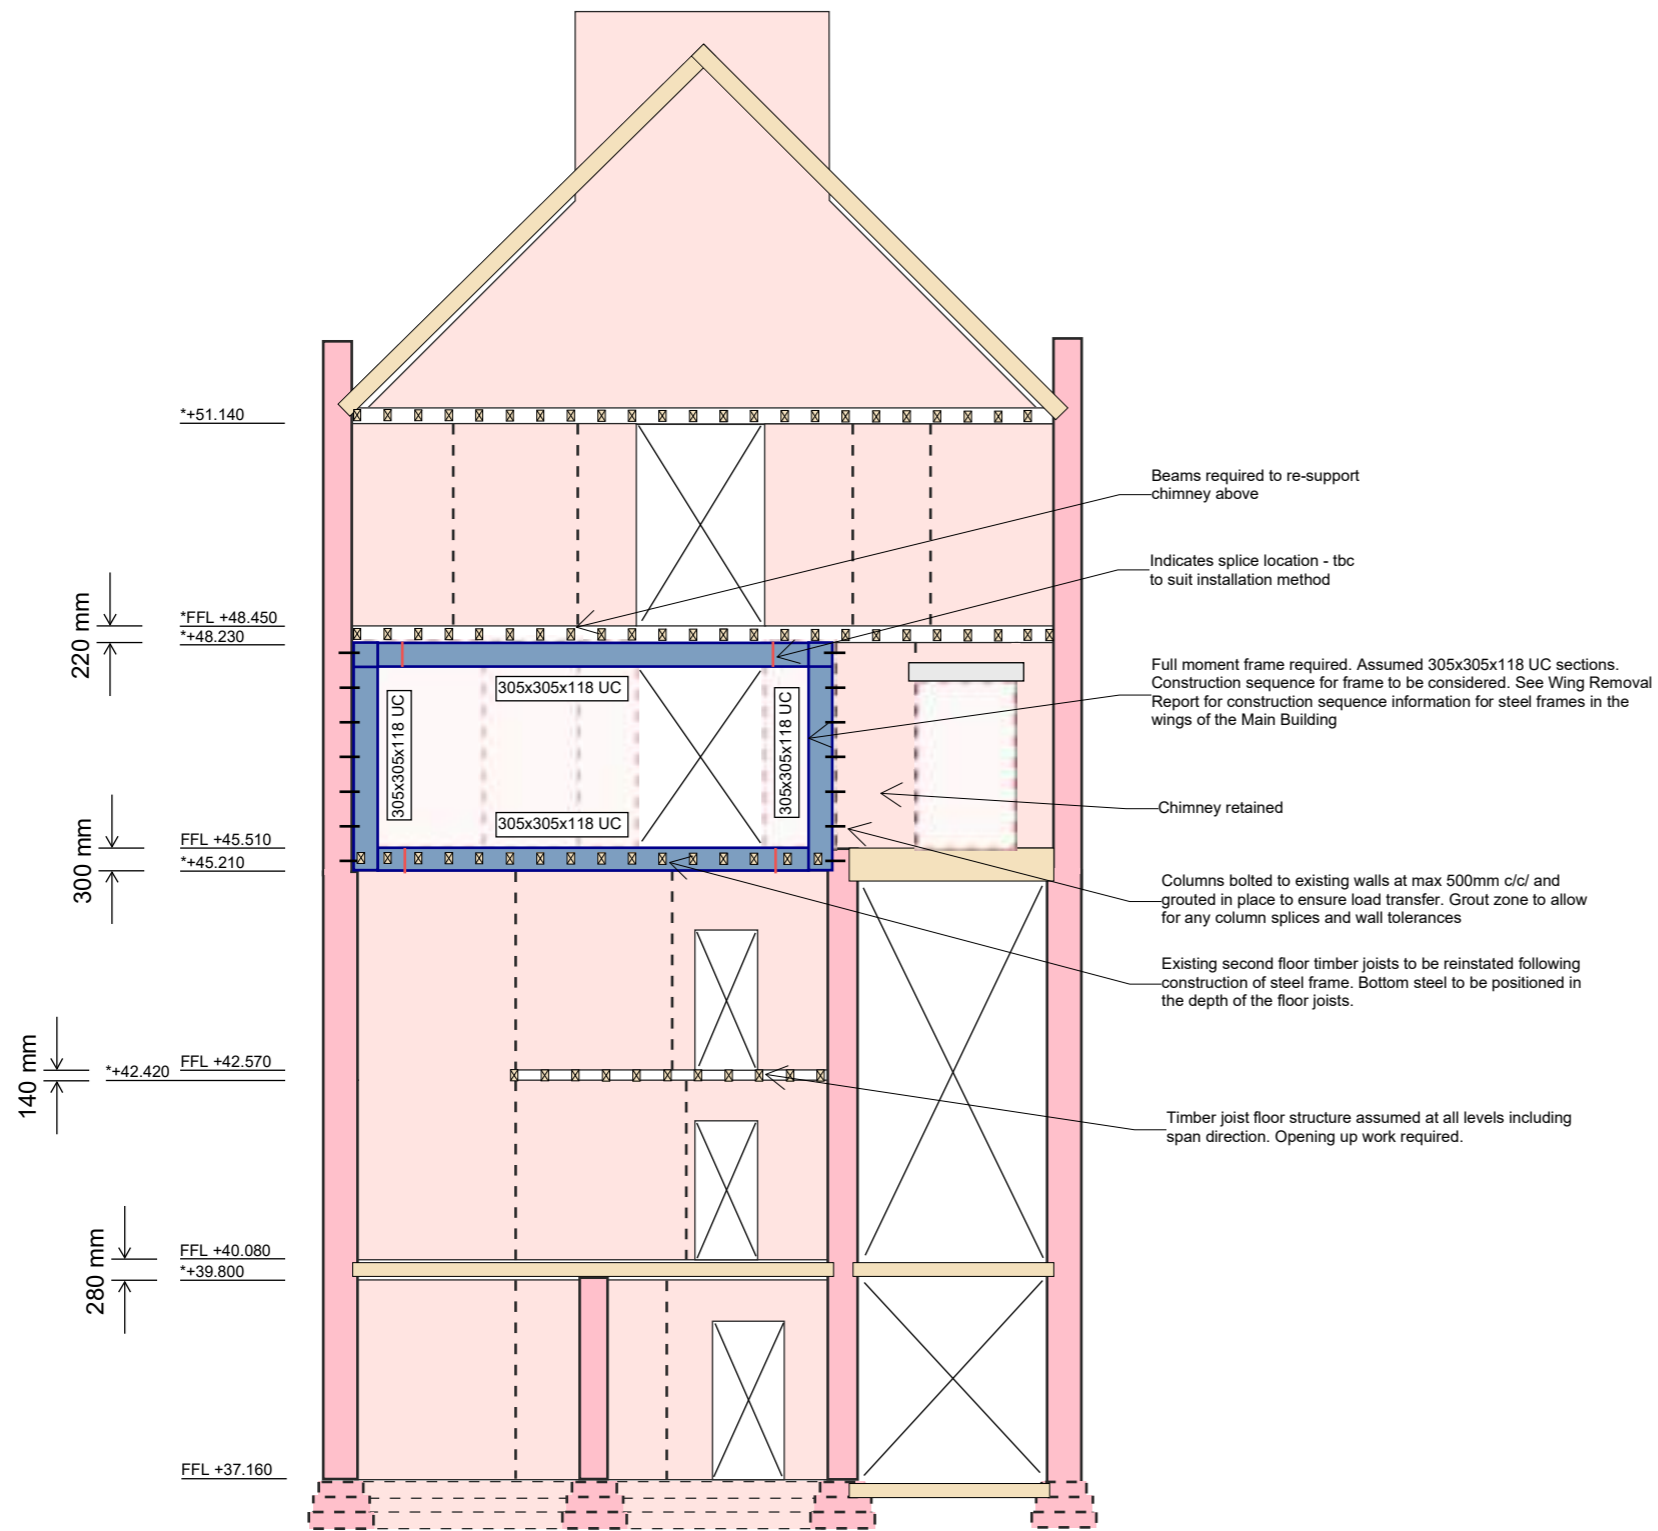 *+51.140
Beams required to re-support
chimney above
Indicates splice location - tbc
to suit installation method
220 mm
*FFL +48.450
*+48.230
Full moment frame required. Assumed 305x305x118 UC sections.
Construction sequence for frame to be considered. See Wing Removal
Report for construction sequence information for steel frames in the
wings of the Main Building
305x305x118 UC
305x305x118 UC
305x305x118 UC
305x305x118 UC
Chimney retained
300 mm
FFL +45.510
*+45.210
Columns bolted to existing walls at max 500mm c/c/ and
grouted in place to ensure load transfer. Grout zone to allow
for any column splices and wall tolerances
Existing second floor timber joists to be reinstated following
construction of steel frame. Bottom steel to be positioned in
the depth of the floor joists.
140 mm
*+42.420
FFL +42.570
Timber joist floor structure assumed at all levels including
span direction. Opening up work required.
280 mm
FFL +40.080
*+39.800
FFL +37.160